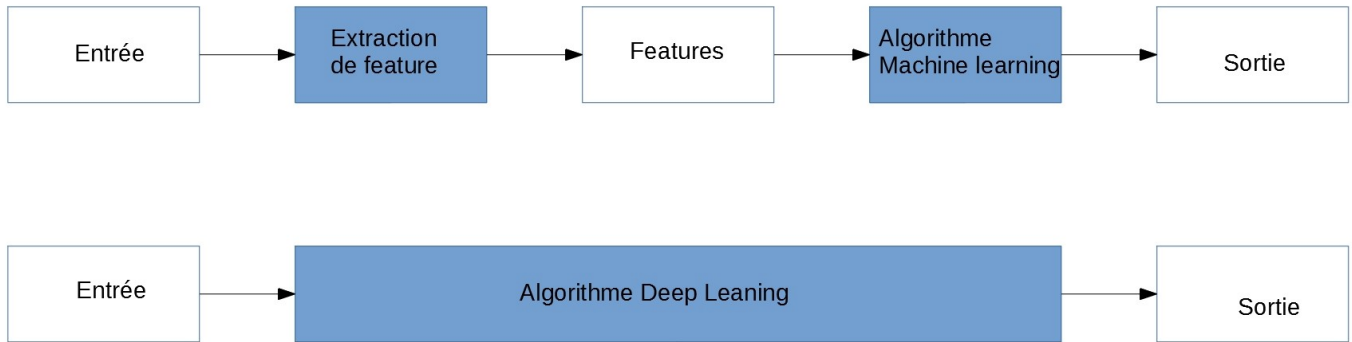 Entrée
Extraction
de feature
Features
Algorithme
Machine learning
Sortie
Entrée
Algorithme Deep Leaning
Sortie